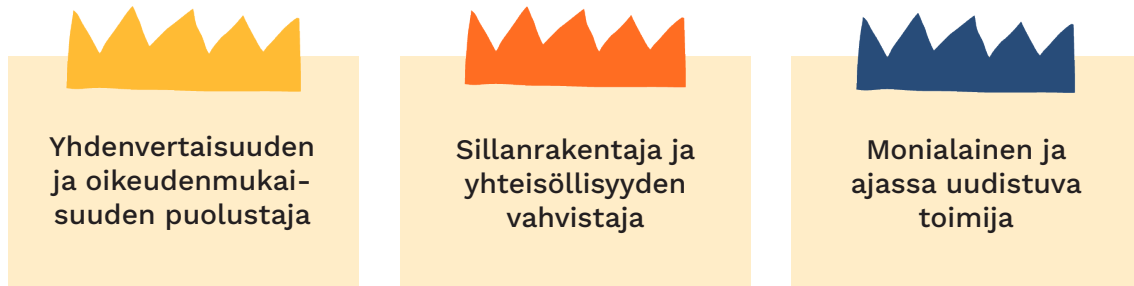 Yhdenvertaisuuden
ja oikeudenmukai-
suuden puolustaja
Sillanrakentaja ja
yhteisöllisyyden
vahvistaja
Monialainen ja
ajassa uudistuva
toimija